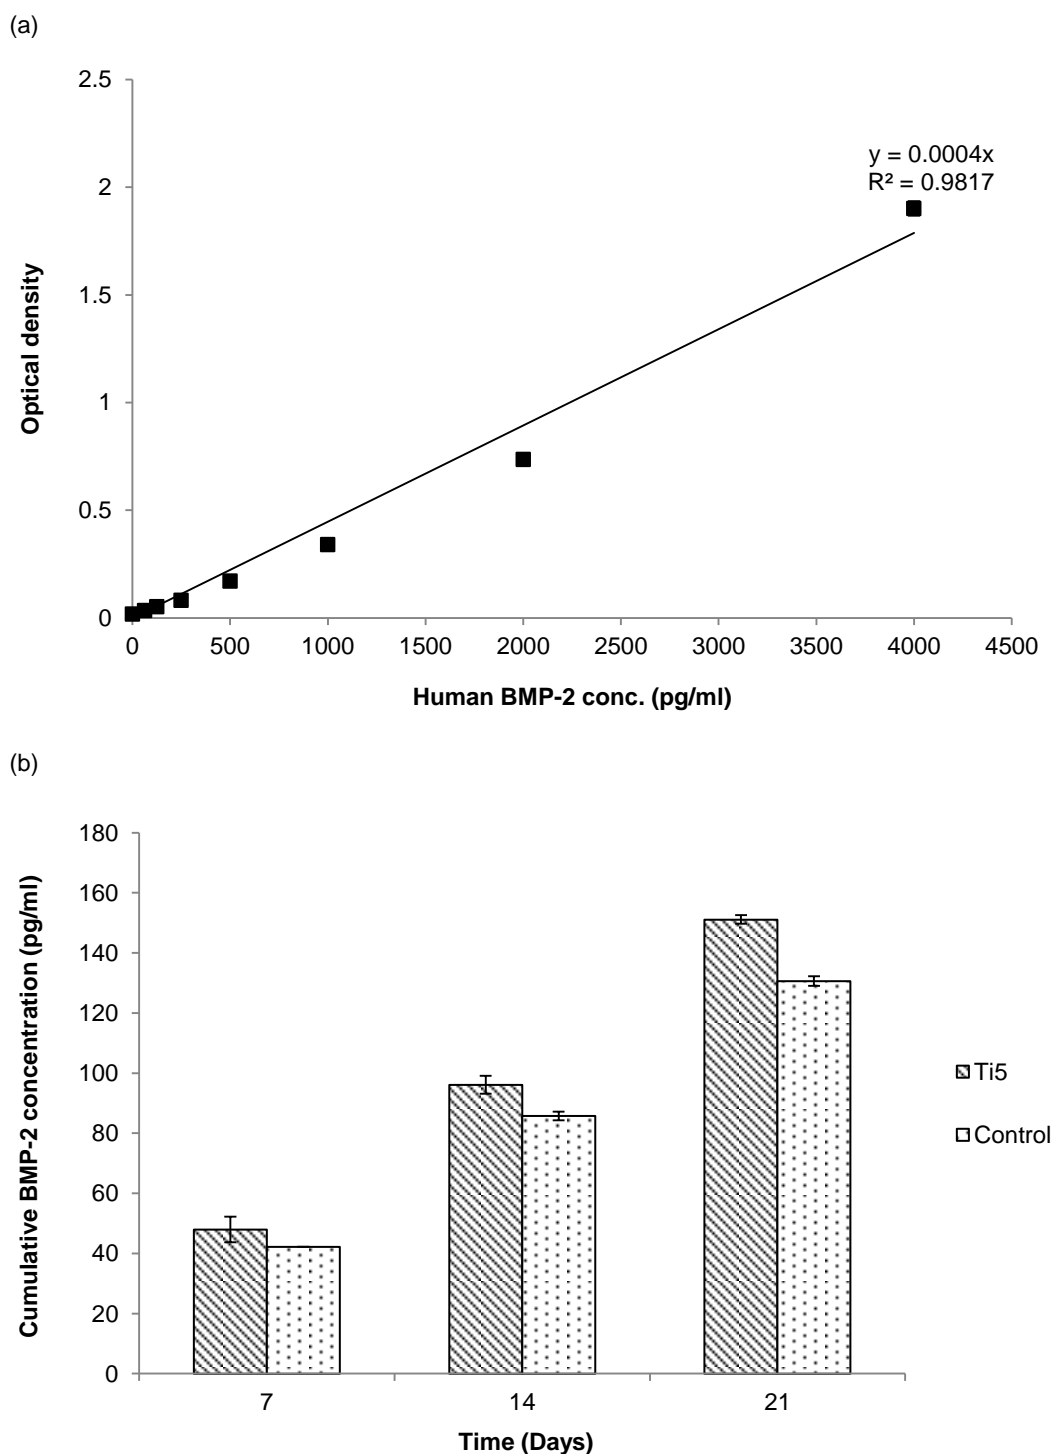 (a)
2.5
2
1.5
1
0.5
0
Optical density
y = 0.0004x
R² = 0.9817
0 500 1000 1500 2000 2500 3000 3500 4000 4500
Human BMP-2 conc. (pg/ml)
(b)
180
160
140
120
100
80
60
40
20
0
Cumulative BMP-2 concentration (pg/ml)
Ti5
Control
7 14 21
Time (Days)